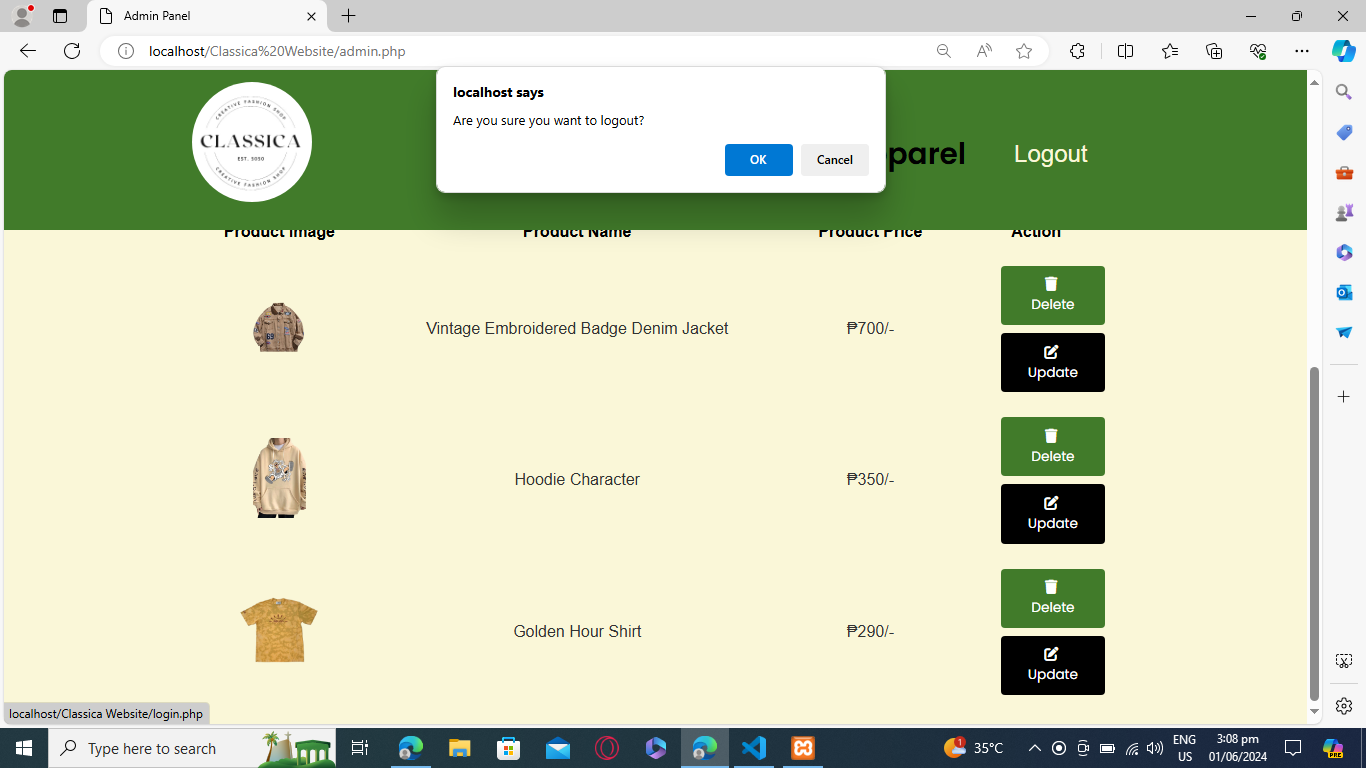 Admin Panel
localhost/Classica%20Website/admin.php
localhost says
Are you sure you want to logout?
OK
Cancel
CREATIVE FASHION SHOP
CLASSICA
EST. 3050
CREATIVE FASHION SHOP
parel
Logout
Product Image
Product Name
Product Price
Action
Vintage Embroidered Badge Denim Jacket
₱700/-
Delete
Update
Hoodie Character
₱350/-
Delete
Update
Golden Hour Shirt
₱290/-
Delete
Update
localhost/Classica Website/login.php
Type here to search
1
35°C
ENG
US
3:08 pm
01/06/2024
PRE